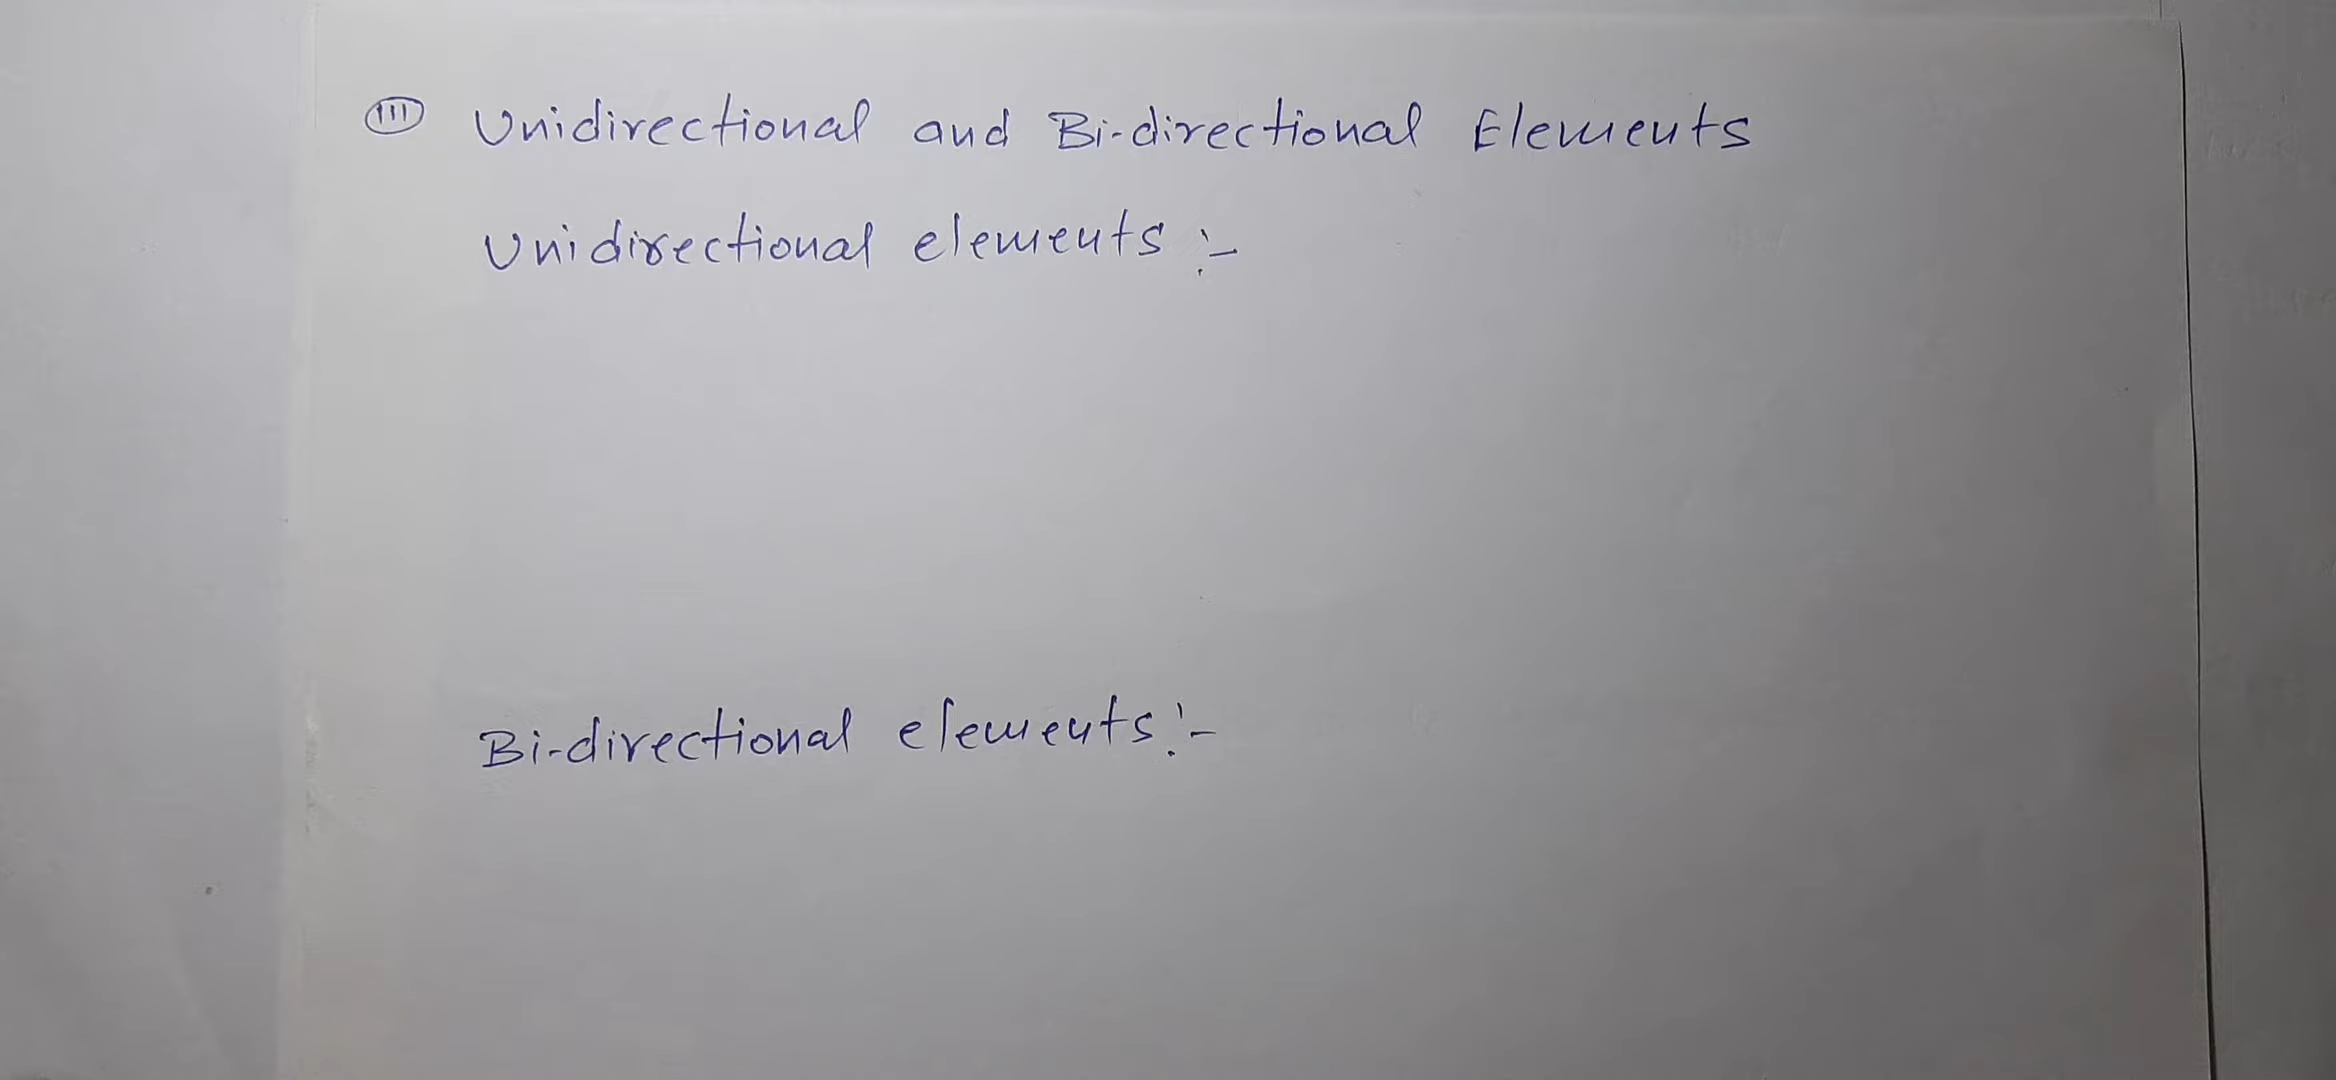 (III) Unidirectional and Bi-directional Elements
Unidirectional elements :-
Bi-directional elements :-